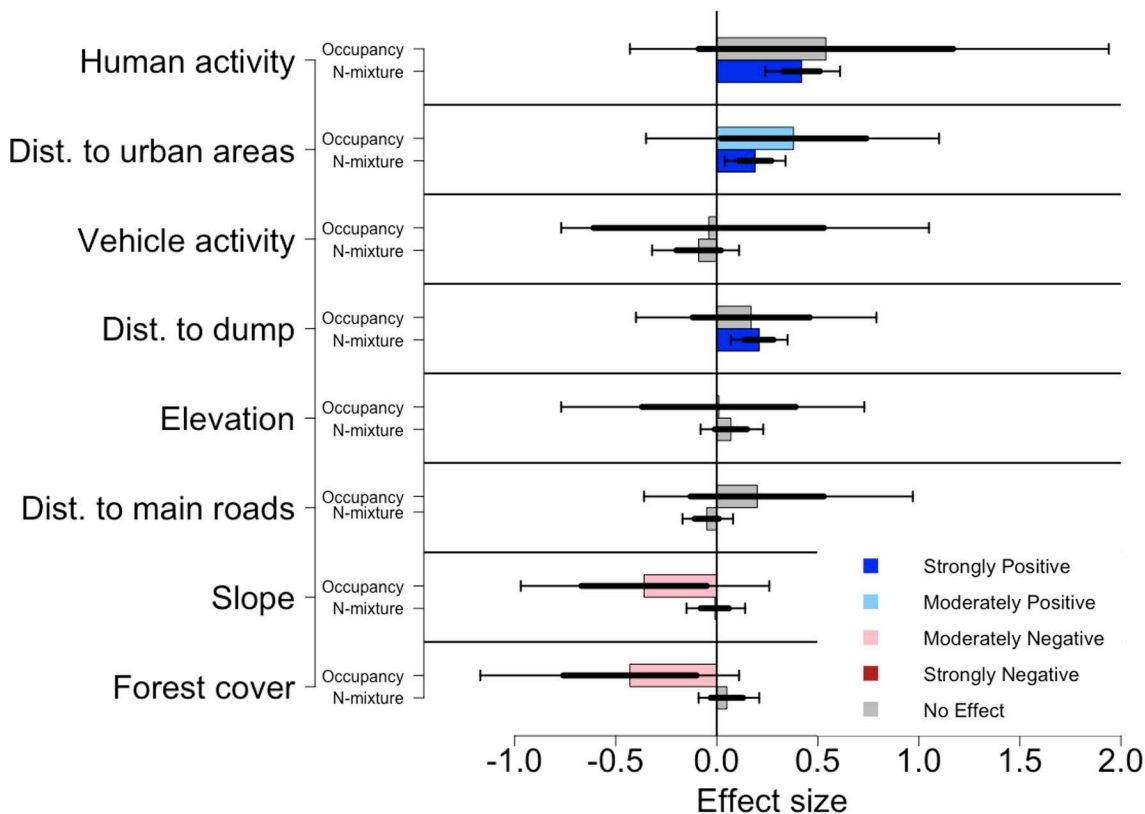 Human activity
Occupancy
N-mixture
Dist. to urban areas
Occupancy
N-mixture
Vehicle activity
Occupancy
N-mixture
Dist. to dump
Occupancy
N-mixture
Elevation
Occupancy
N-mixture
Dist. to main roads
Occupancy
N-mixture
Slope
Occupancy
N-mixture
Forest cover
Occupancy
N-mixture
Strongly Positive
Moderately Positive
Moderately Negative
Strongly Negative
No Effect
-1.0 -0.5 0.0 0.5 1.0 1.5 2.0
Effect size